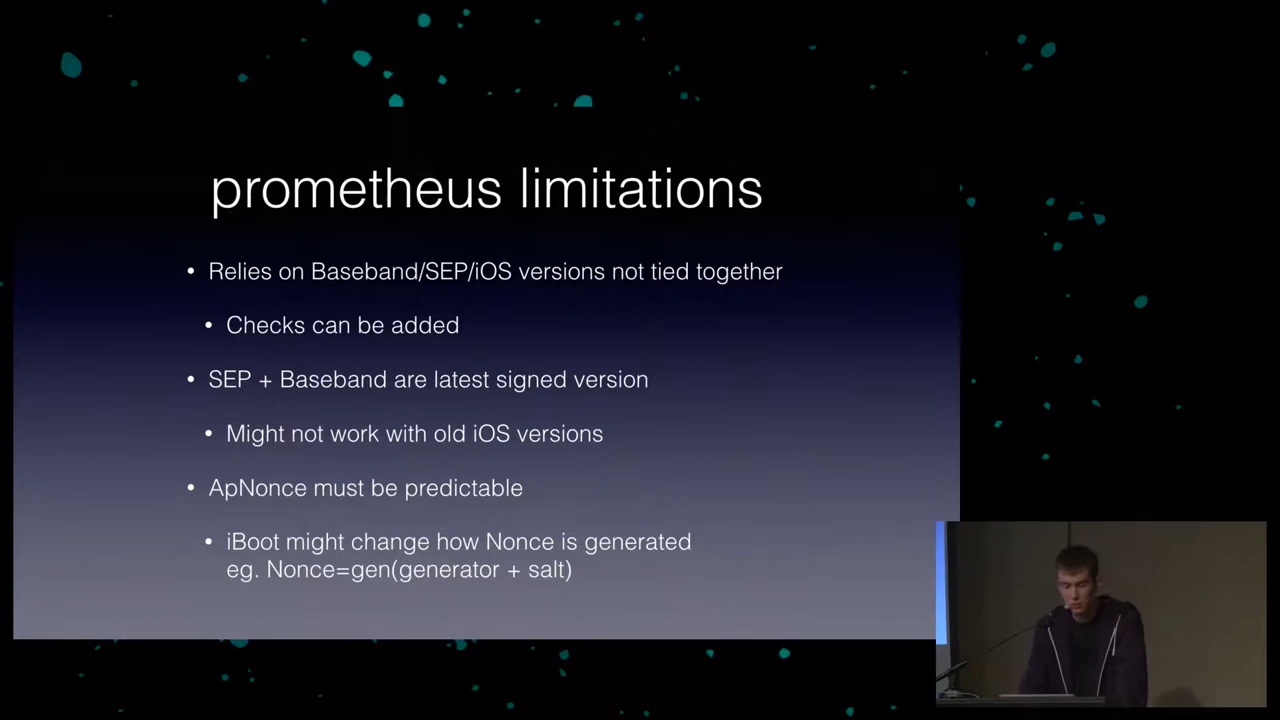 prometheus limitations
• Relies on Baseband/SEP/iOS versions not tied together
• Checks can be added
• SEP + Baseband are latest signed version
• Might not work with old iOS versions
• ApNonce must be predictable
• iBoot might change how Nonce is generated
eg. Nonce=gen(generator + salt)